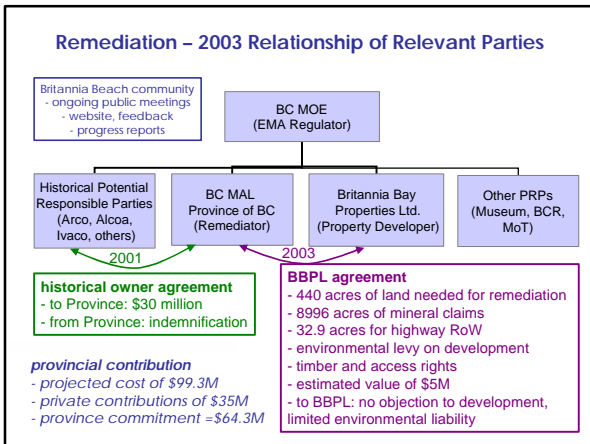 Remediation – 2003 Relationship of Relevant Parties
Britannia Beach community
- ongoing public meetings
- website, feedback
- progress reports
BC MOE
(EMA Regulator)
Historical Potential
Responsible Parties
(Arco, Alcoa,
Ivaco, others)
BC MAL
Province of BC
(Remediator)
Britannia Bay
Properties Ltd.
(Property Developer)
Other PRPs
(Museum, BCR,
MoT)
2001
2003
historical owner agreement
- to Province: $30 million
- from Province: indemnification
BBPL agreement
- 440 acres of land needed for remediation
- 8996 acres of mineral claims
- 32.9 acres for highway RoW
- environmental levy on development
- timber and access rights
- estimated value of $5M
- to BBPL: no objection to development,
limited environmental liability
provincial contribution
- projected cost of $99.3M
- private contributions of $35M
- province commitment =$64.3M